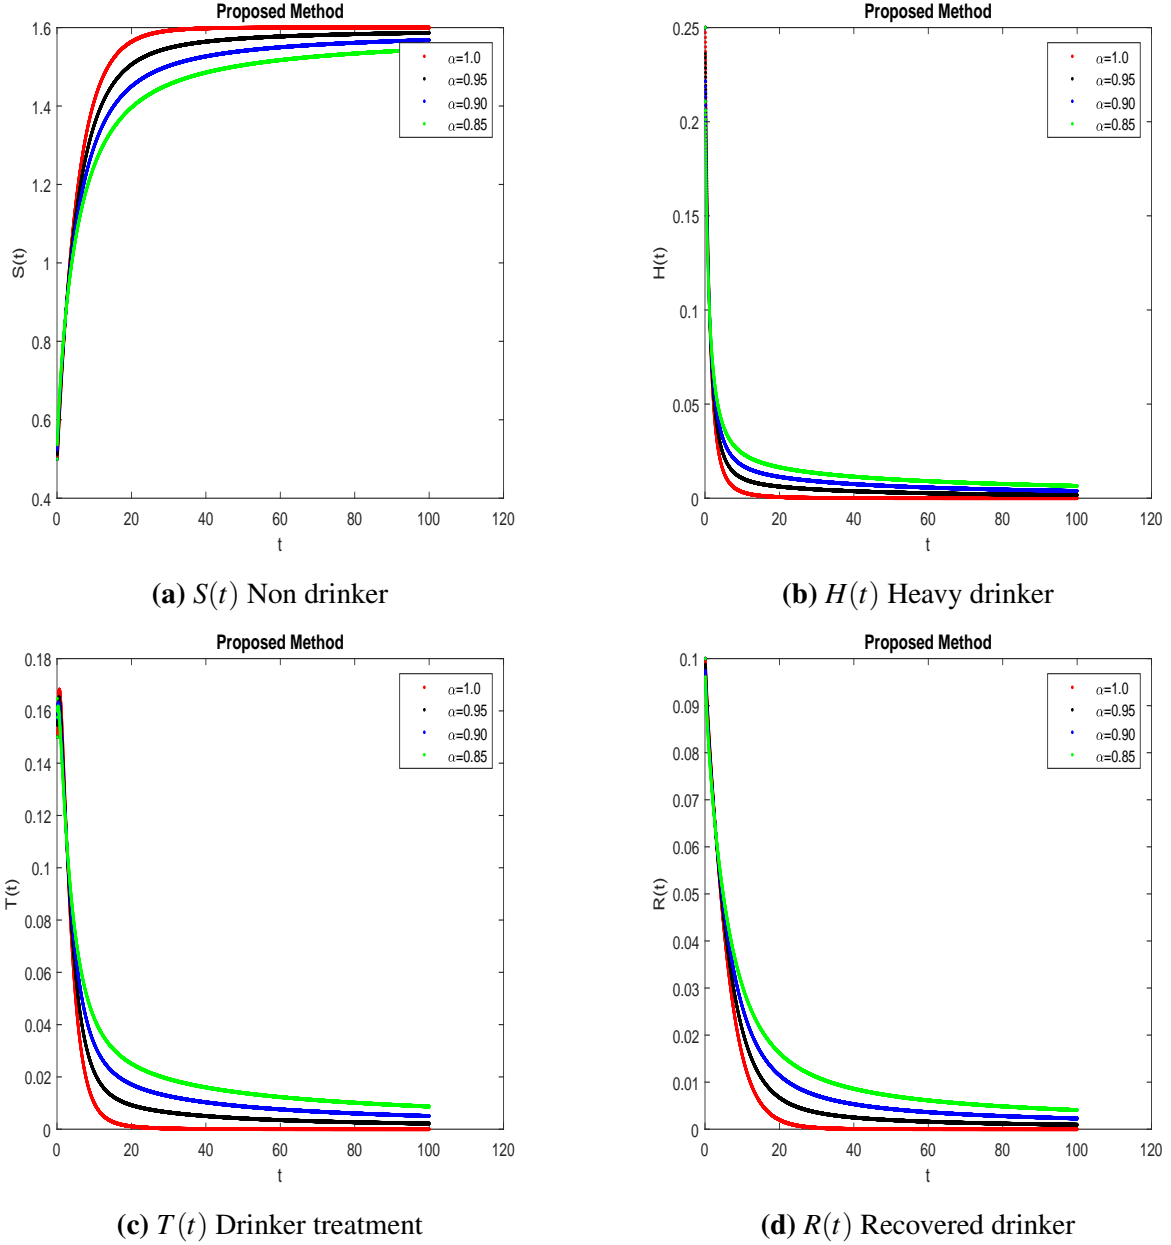 Proposed Method
1.6
1.4
1.2
1
0.8
0.6
0.4
S(t)
0
20
40
60
80
100
120
t
α=1.0
α=0.95
α=0.90
α=0.85
(a) S(t) Non drinker
Proposed Method
0.25
0.2
0.15
0.1
0.05
0
H(t)
0
20
40
60
80
100
120
t
α=1.0
α=0.95
α=0.90
α=0.85
(b) H(t) Heavy drinker
Proposed Method
0.18
0.16
0.14
0.12
0.1
0.08
0.06
0.04
0.02
0
T(t)
0
20
40
60
80
100
120
t
α=1.0
α=0.95
α=0.90
α=0.85
(c) T(t) Drinker treatment
Proposed Method
0.1
0.09
0.08
0.07
0.06
0.05
0.04
0.03
0.02
0.01
0
R(t)
0
20
40
60
80
100
120
t
α=1.0
α=0.95
α=0.90
α=0.85
(d) R(t) Recovered drinker